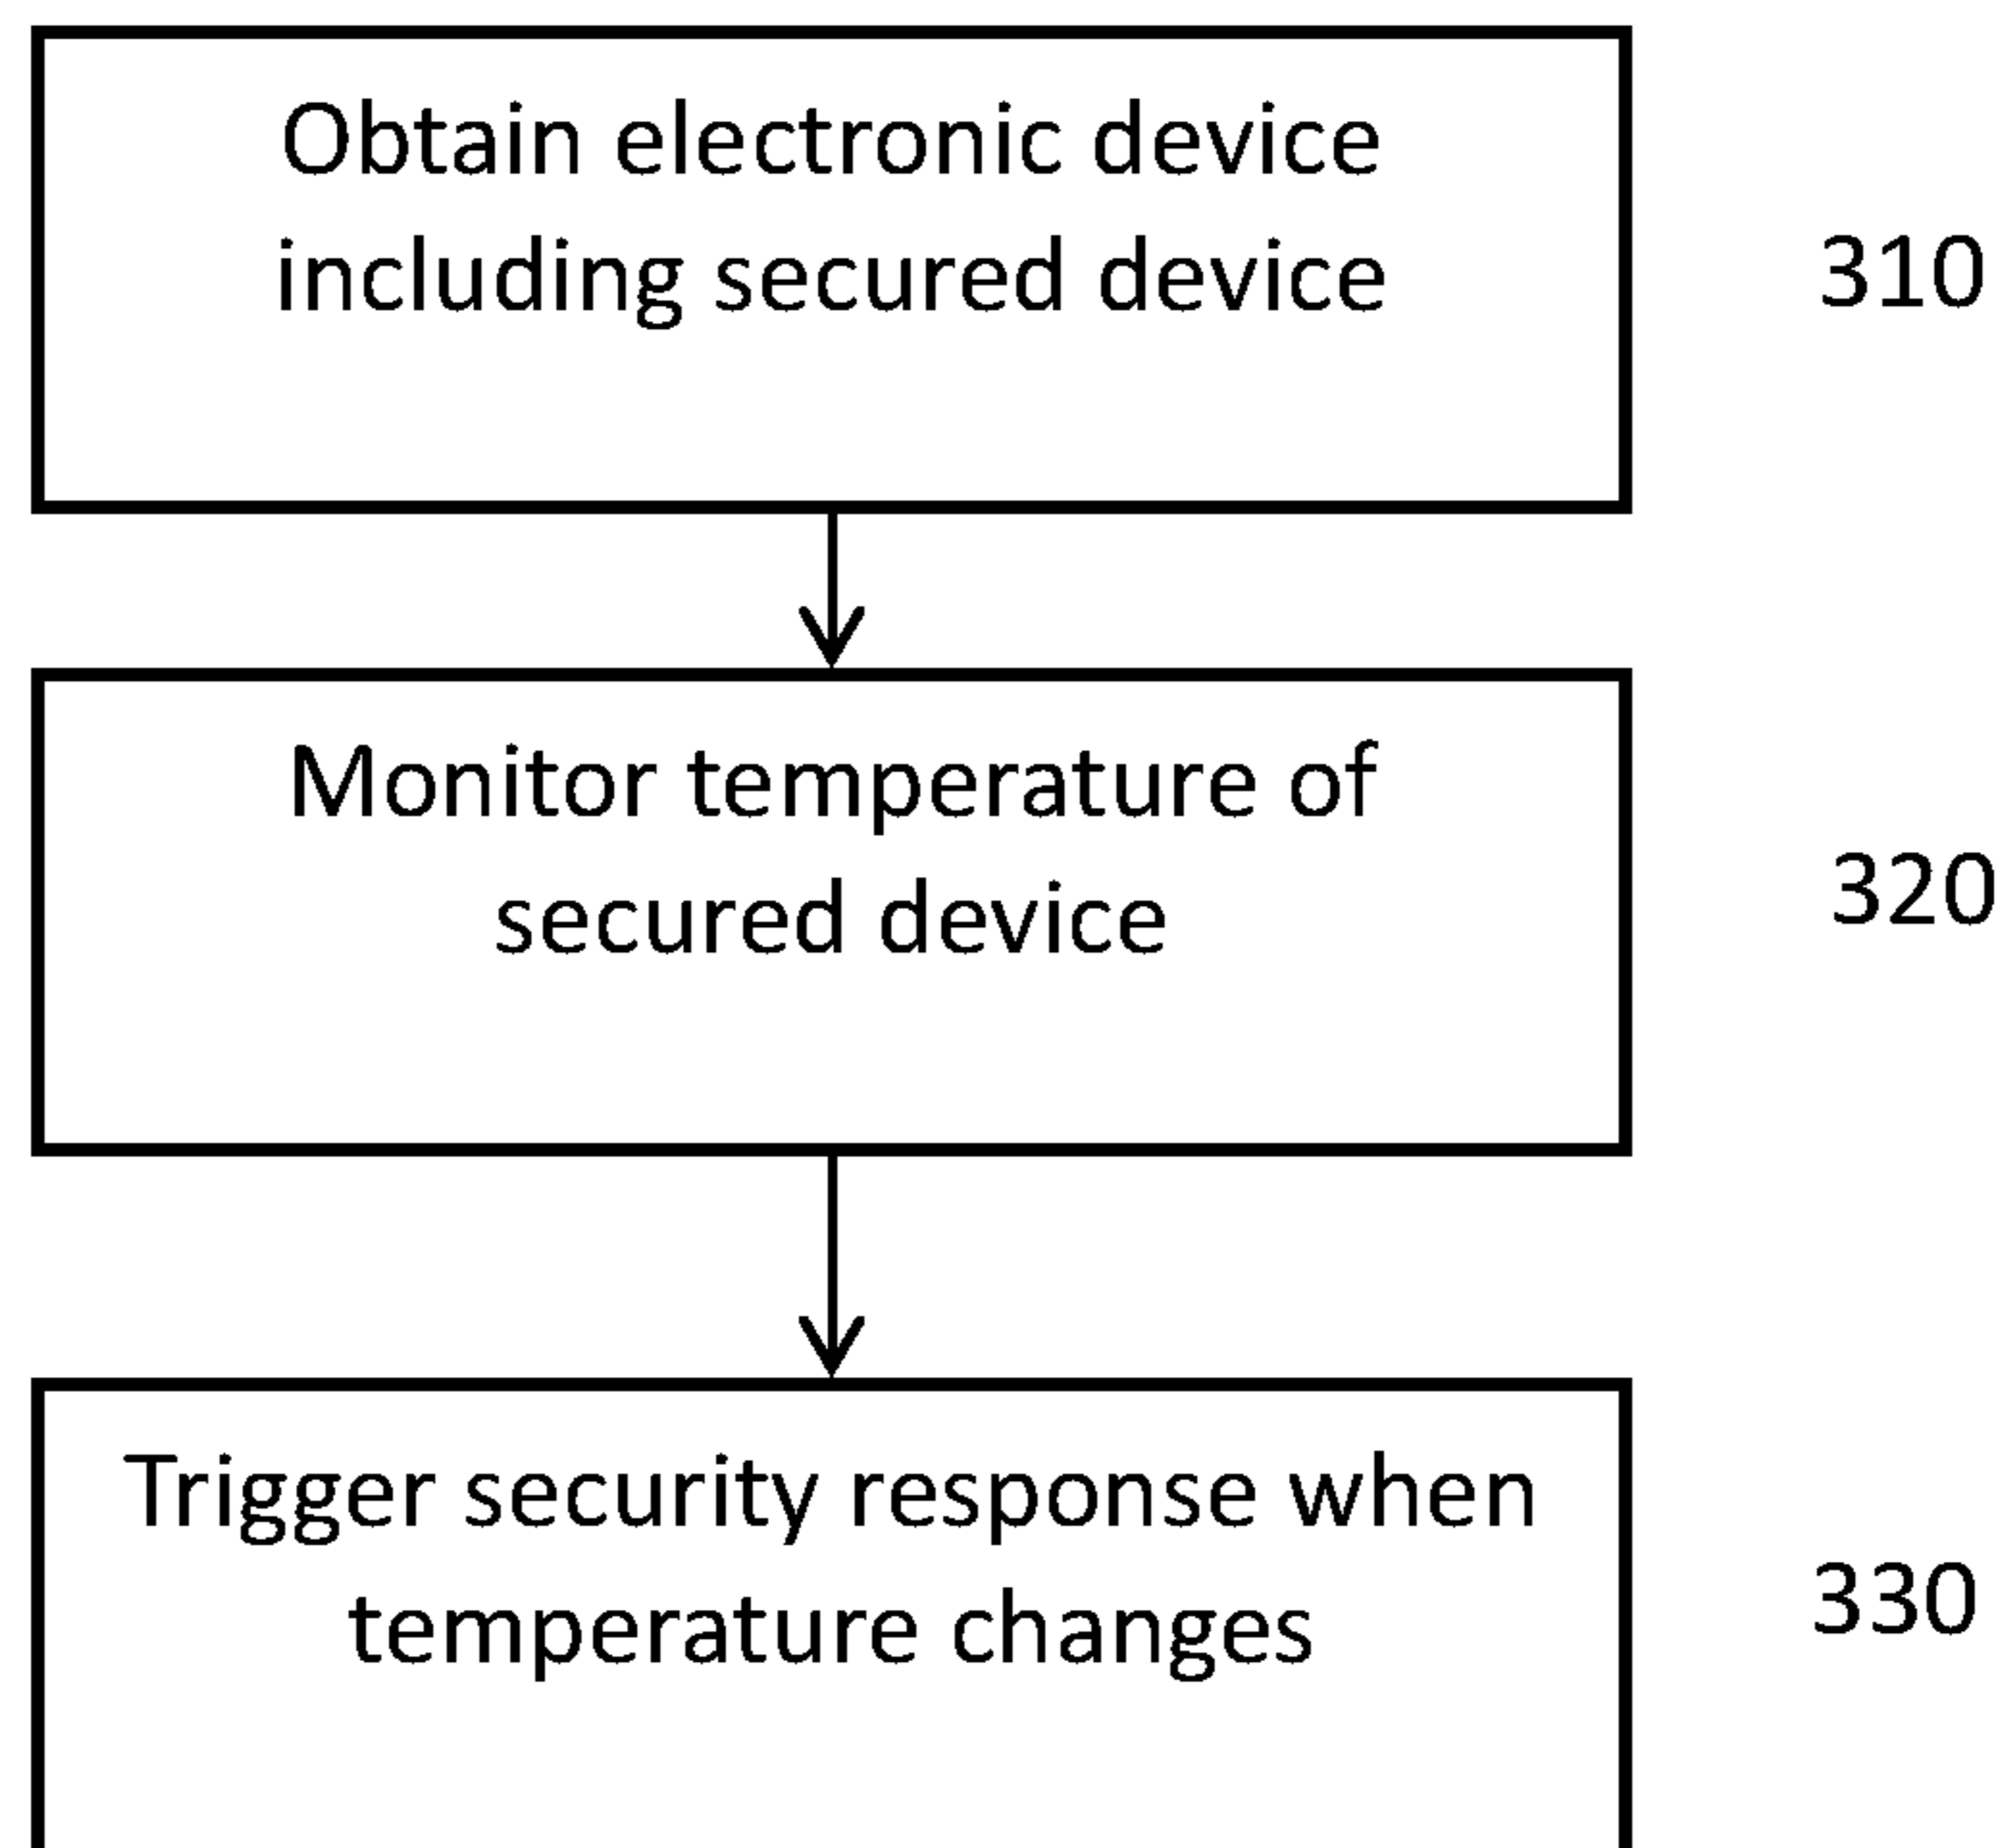 Obtain electronic device
including secured device
310
Monitor temperature of
secured device
320
Trigger security response when
temperature changes
330